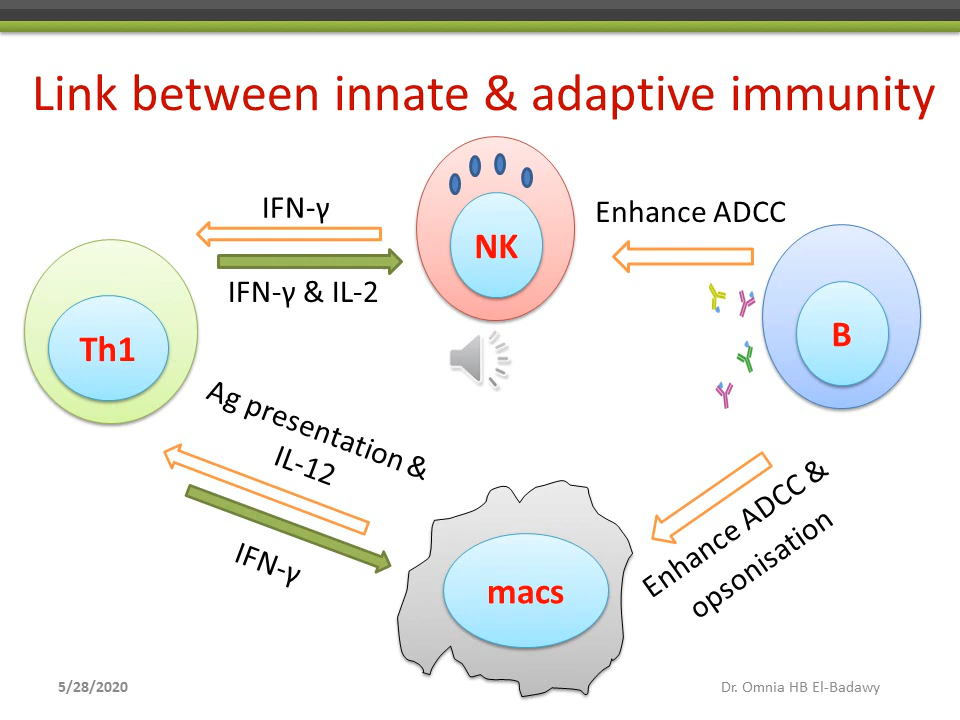 Link between innate & adaptive immunity
IFN-γ
NK
Enhance ADCC
IFN-γ & IL-2
Th1
B
Ag presentation &
IL-12
IFN-γ
Enhance ADCC &
opsonisation
macs
5/28/2020
Dr. Omnia HB El-Badawy